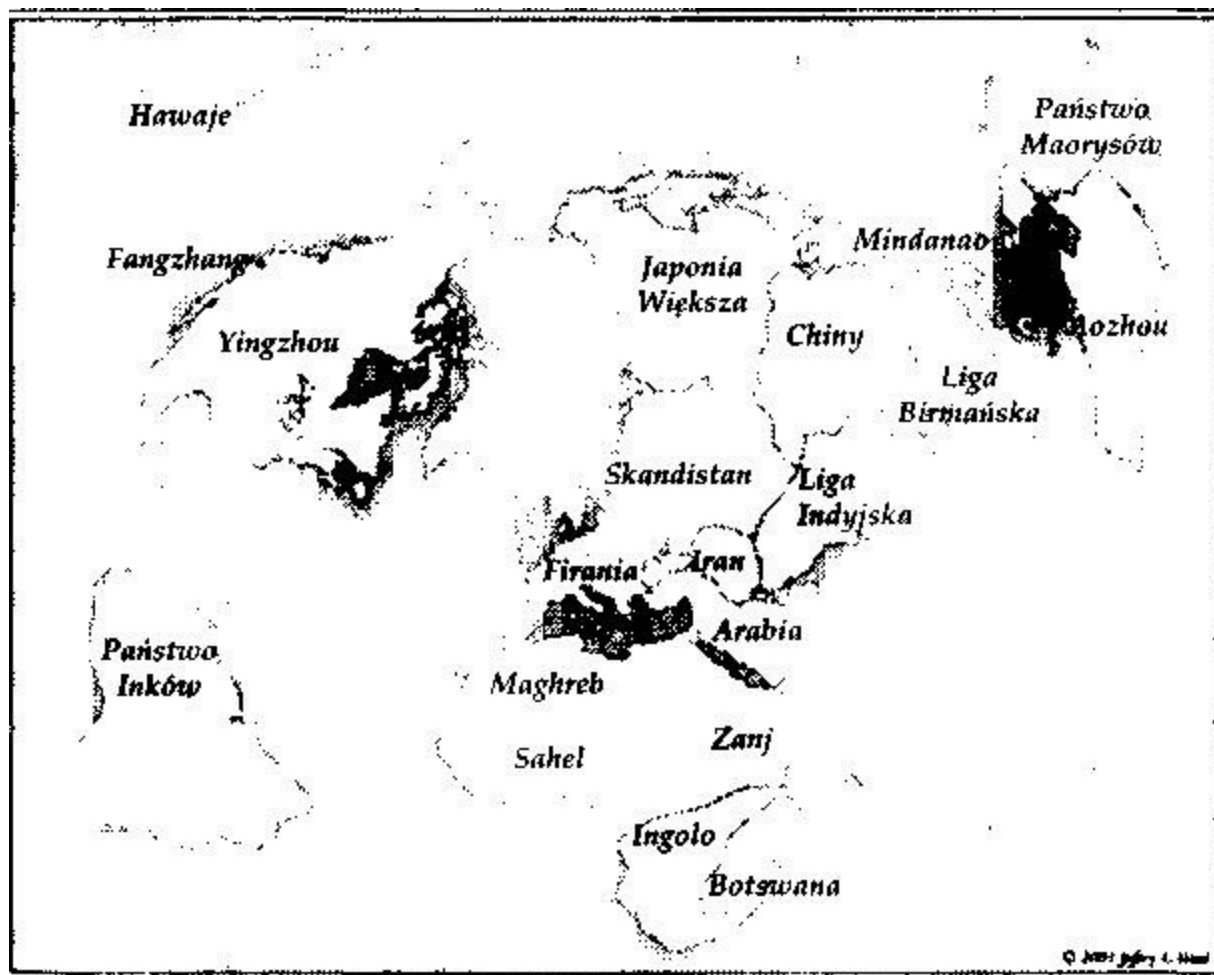 Hawaje
Państwo
Maorysów
Fangzhang
Mindanao
Japonia
Większa
Yingzhou
Chiny
Aozhou
Liga
Birmańska
Skandistan
Liga
Indyjska
Firania
Iran
Arabia
Państwo
Inków
Maghreb
Zanj
Sahel
Ingolo
Botswana
©